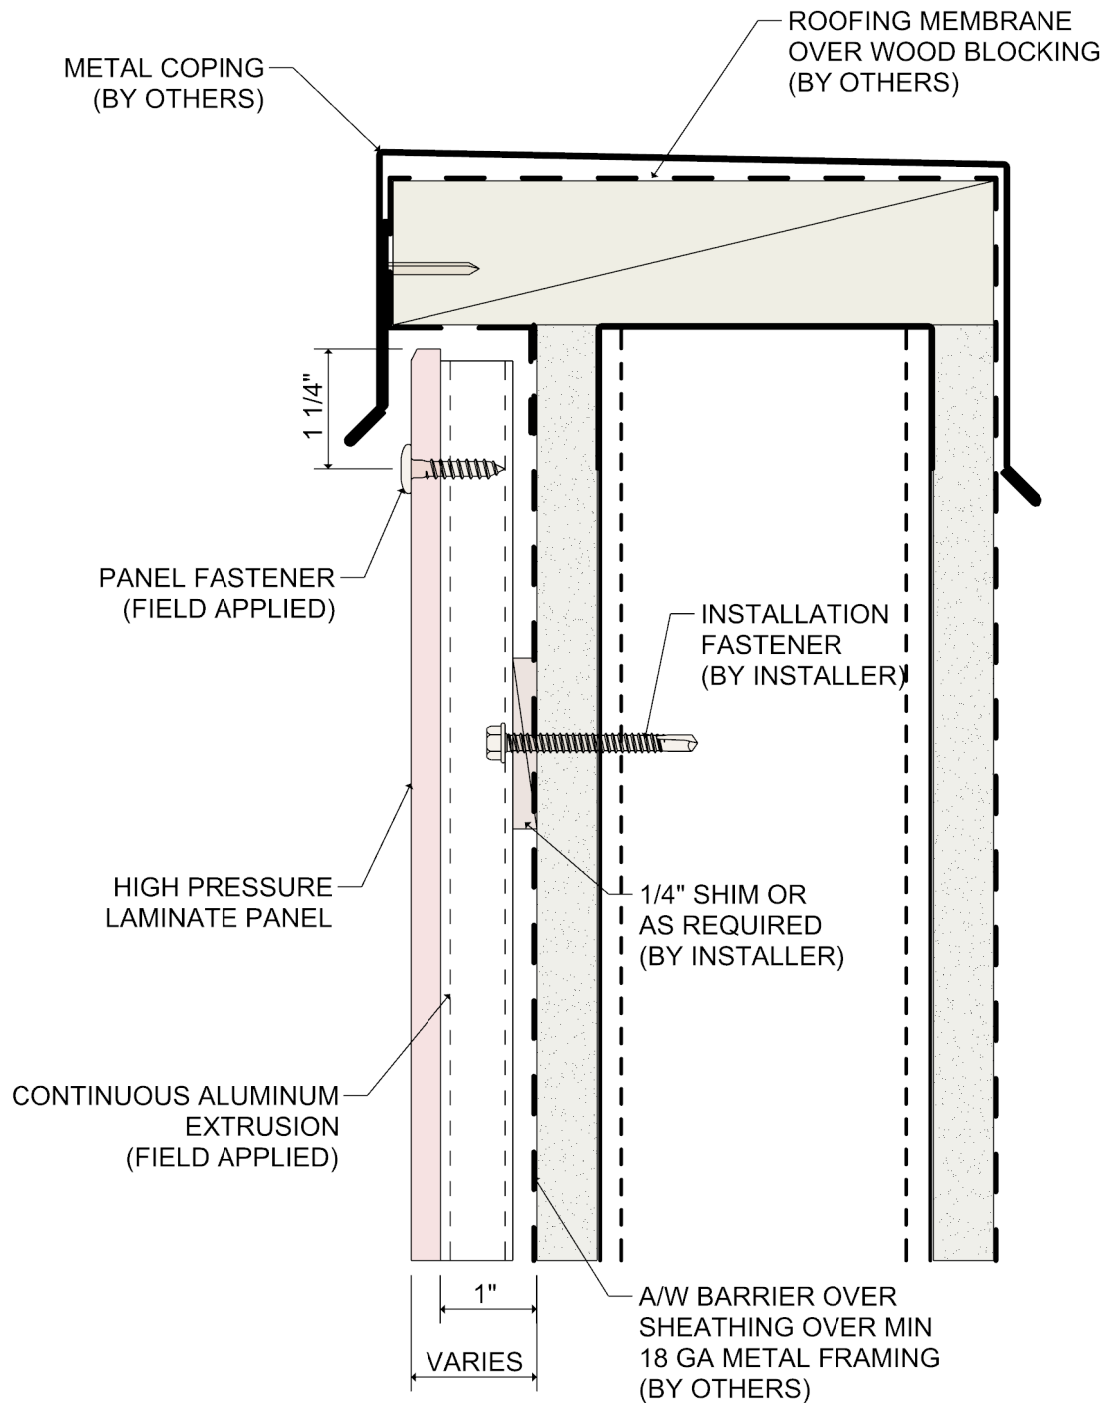 ROOFING MEMBRANE
OVER WOOD BLOCKING
(BY OTHERS)
METAL COPING
(BY OTHERS)
1 1/4"
PANEL FASTENER
(FIELD APPLIED)
INSTALLATION
FASTENER
(BY INSTALLER)
HIGH PRESSURE
LAMINATE PANEL
1/4" SHIM OR
AS REQUIRED
(BY INSTALLER)
CONTINUOUS ALUMINUM
EXTRUSION
(FIELD APPLIED)
1"
VARIES
A/W BARRIER OVER
SHEATHING OVER MIN
18 GA METAL FRAMING
(BY OTHERS)